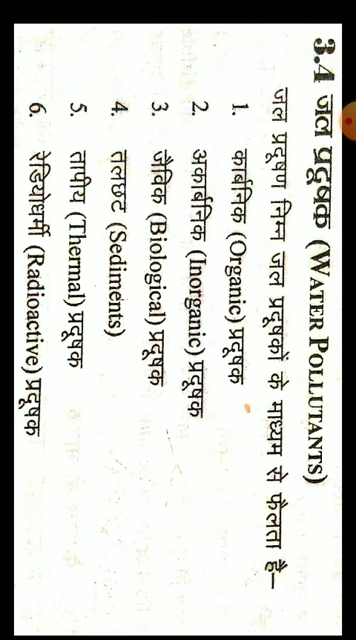 3.4 जल प्रदूषक (WATER POLLUTANTS)
जल प्रदूषण निम्न जल प्रदूषकों के माध्यम से फैलता है–
1. कार्बनिक (Organic) प्रदूषक
2. अकार्बनिक (Inorganic) प्रदूषक
3. जैविक (Biological) प्रदूषक
4. तलछट (Sediments)
5. तापीय (Thermal) प्रदूषक
6. रेडियोधर्मी (Radioactive) प्रदूषक